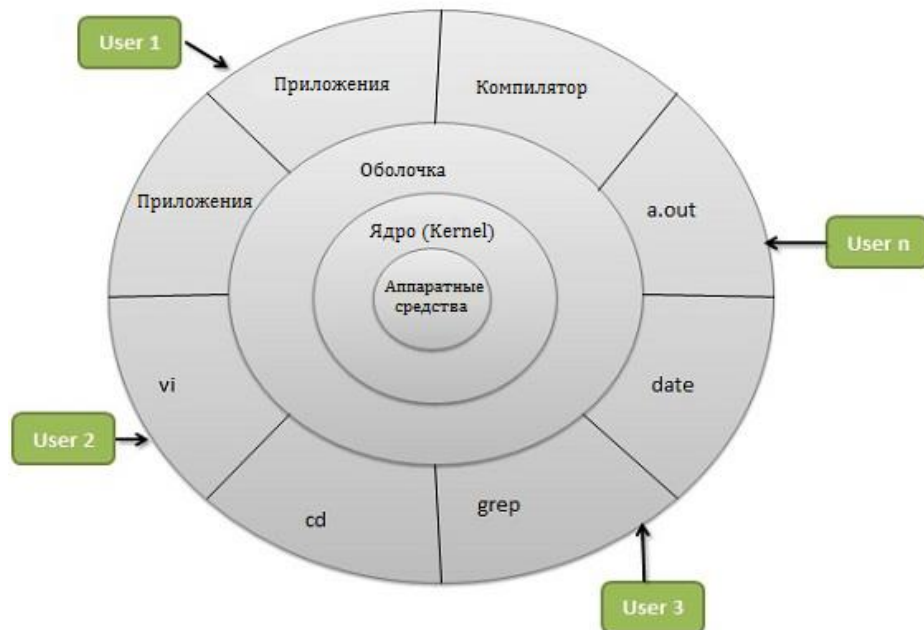 User 1
Приложения
Компилятор
Оболочка
Приложения
a.out
Ядро (Kernel)
User n
Аппаратные
средства
vi
date
User 2
grep
cd
User 3